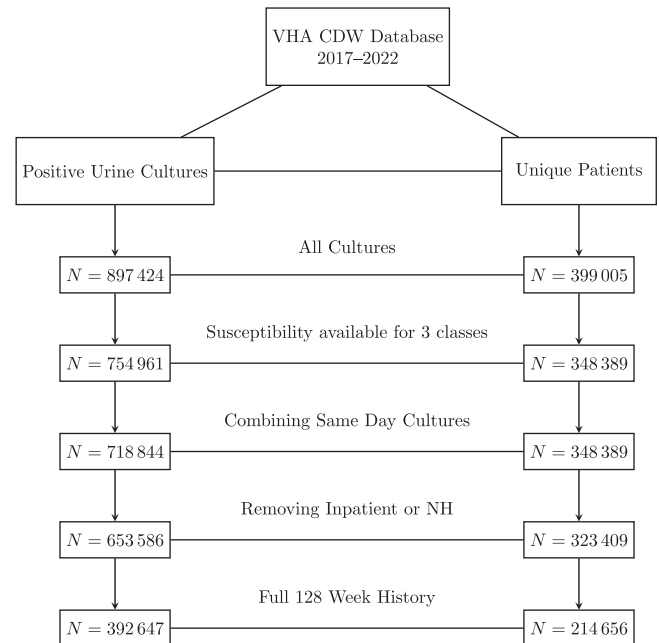 VHA CDW Database
2017–2022
Positive Urine Cultures
Unique Patients
All Cultures
N = 897 424
N = 399 005
Susceptibility available for 3 classes
N = 754 961
N = 348 389
Combining Same Day Cultures
N = 718 844
N = 348 389
Removing Inpatient or NH
N = 653 586
N = 323 409
Full 128 Week History
N = 392 647
N = 214 656